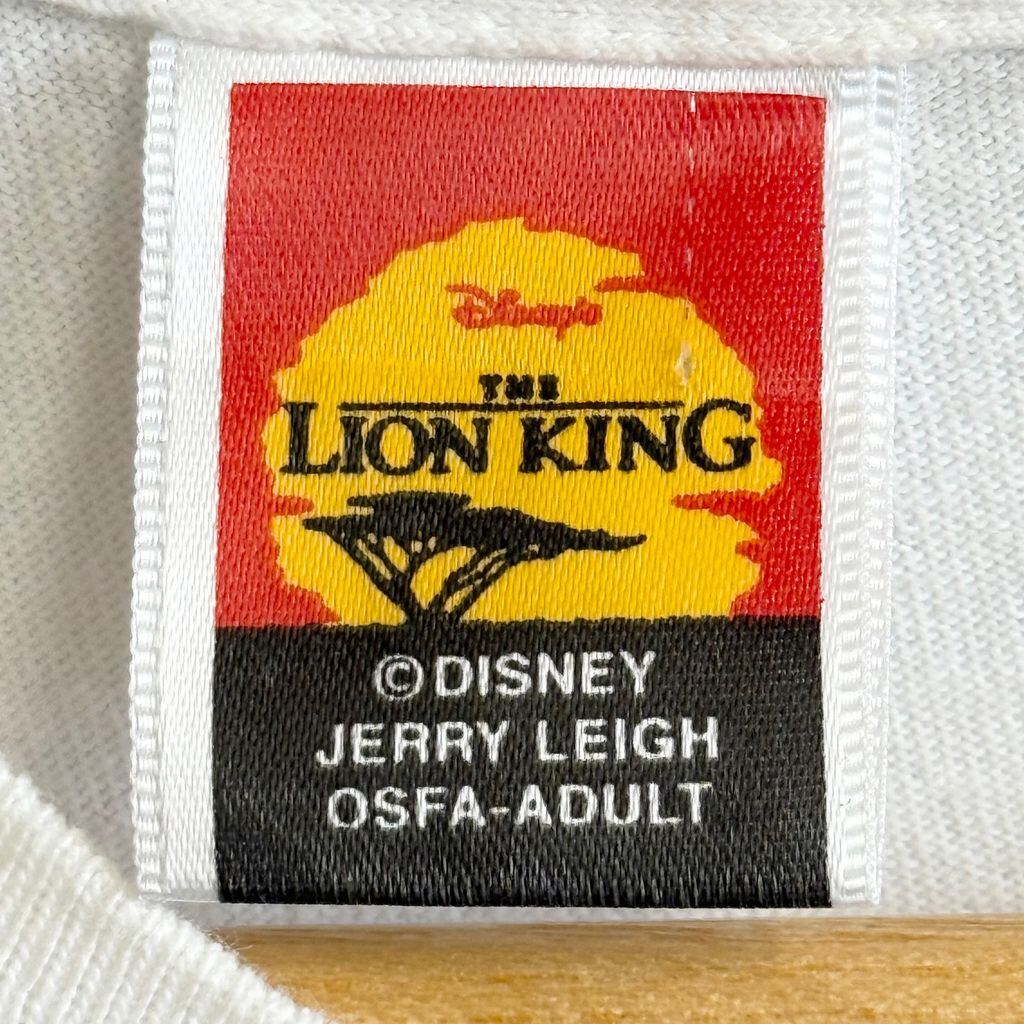 Disney's
THE
LION KING
©DISNEY
JERRY LEIGH
OSFA-ADULT